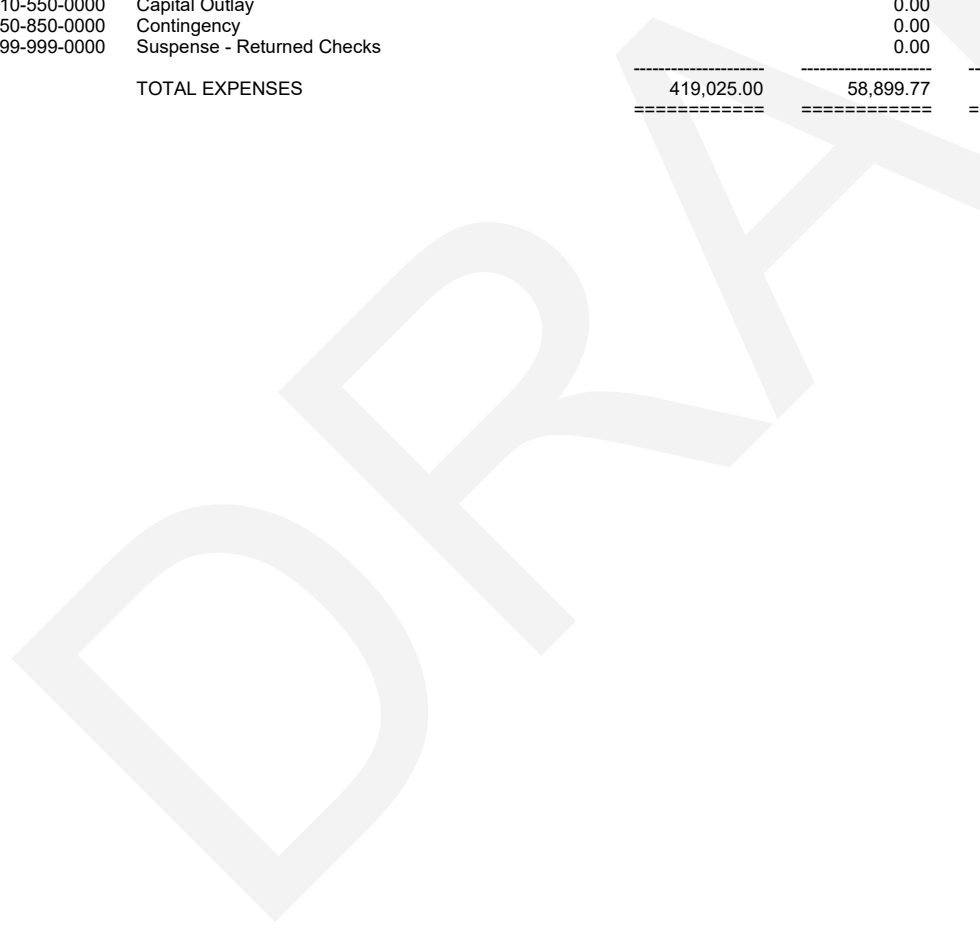 10-550-0000 Capital Outlay 0.00
50-850-0000 Contingency 0.00
99-999-0000 Suspense - Returned Checks 0.00
--------------------- --------------------- --
TOTAL EXPENSES 419,025.00 58,899.77
============ ============ =
DRA